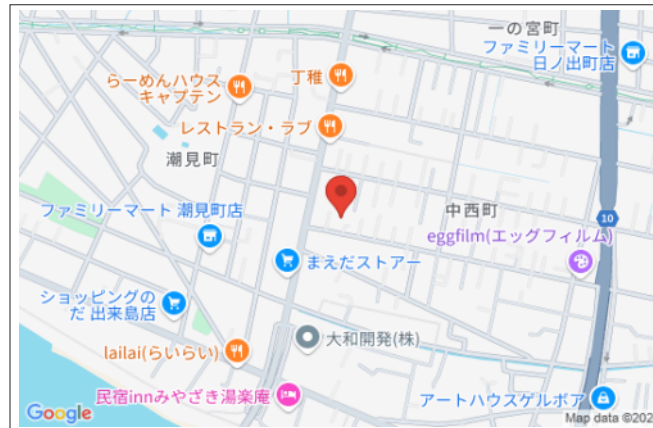 一の宮町
ファミリーマート
日ノ出町店
丁稚
らーめんハウス
キャプテン
レストラン・ラブ
潮見町
中西町
10
ファミリーマート 潮見町店
eggfilm(エッグフィルム)
まえだストアー
ショッピングの
だ 出来島店
大和開発(株)
lailai(らいらい)
民宿innみやざき湯楽庵
アートハウスゲルボア
Google
Map data ©202